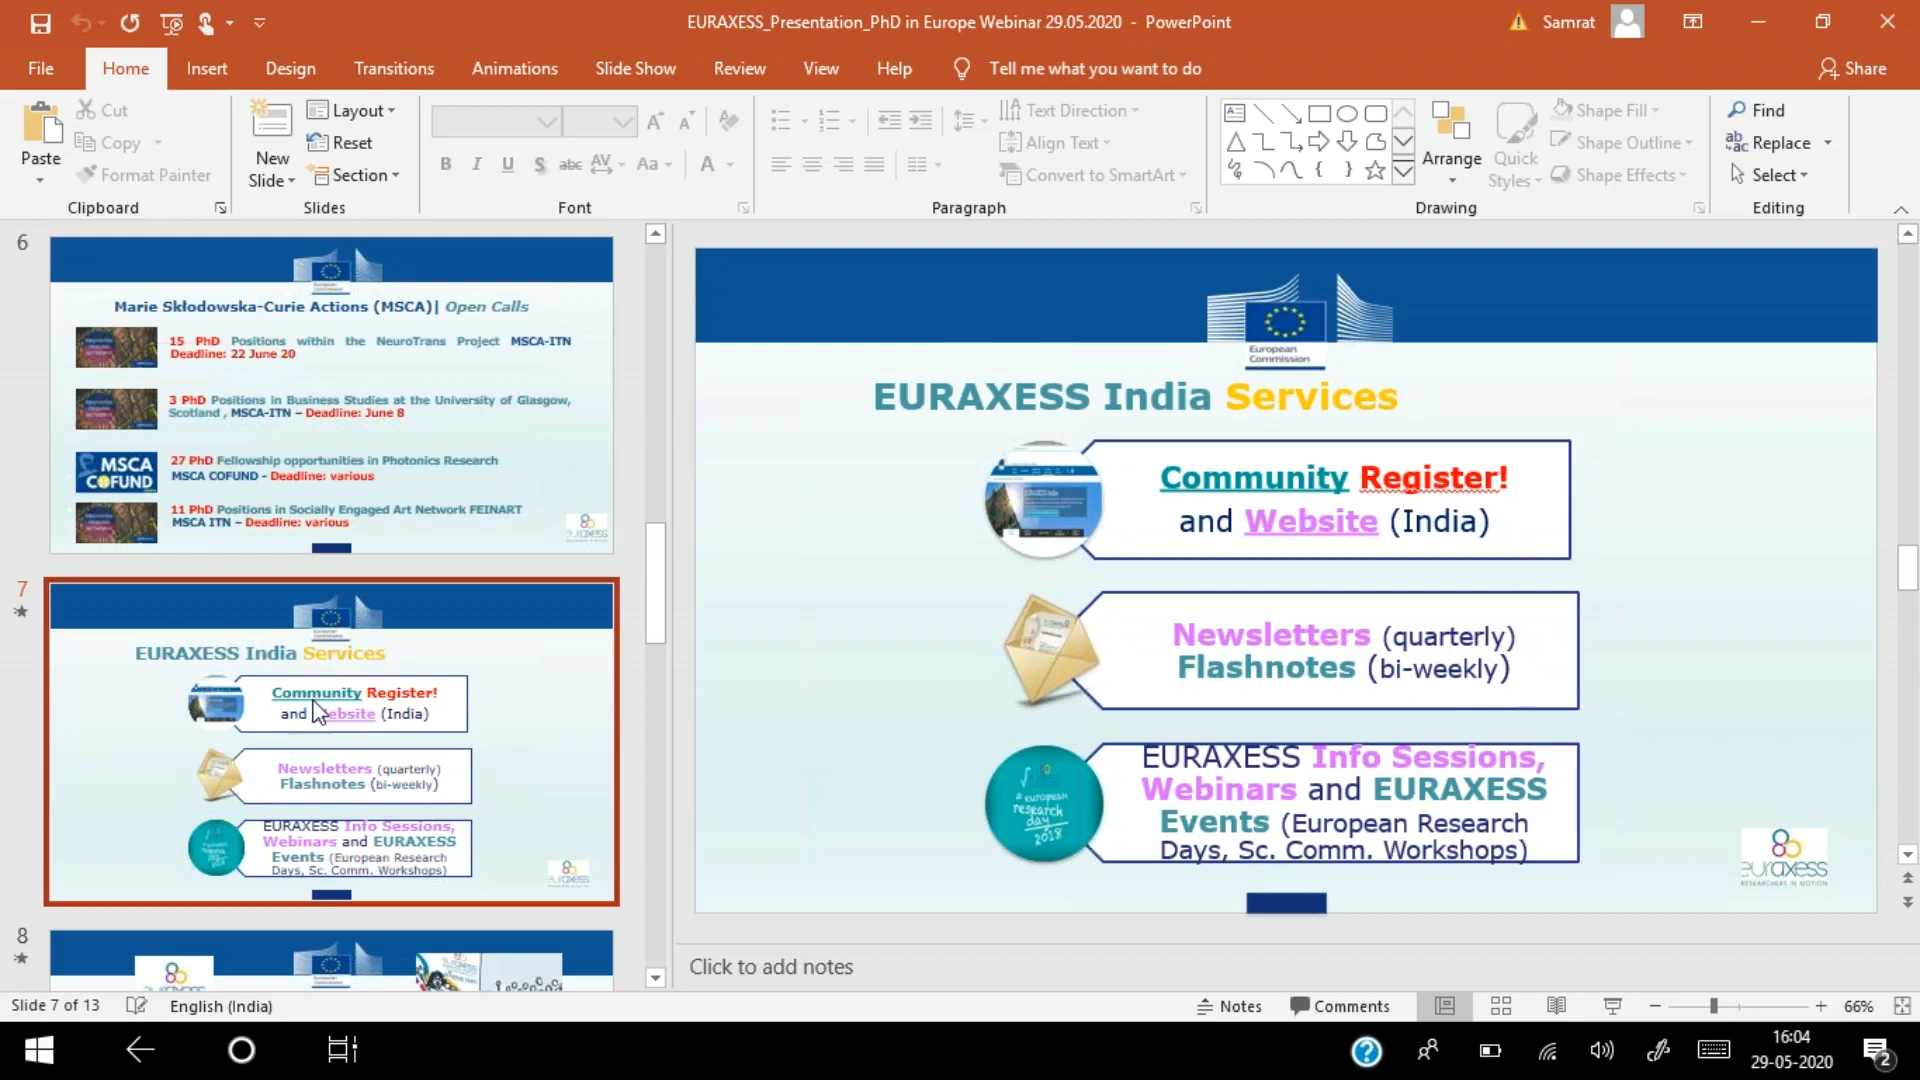 EURAXESS_Presentation_PhD in Europe Webinar 29.05.2020 - PowerPoint
Samrat
File
Home
Insert
Design
Transitions
Animations
Slide Show
Review
View
Help
Tell me what you want to do
Share
Paste
Cut
Copy
Format Painter
Clipboard
New
Slide
Layout
Reset
Section
Slides
Font
Text Direction
Align Text
Convert to SmartArt
Paragraph
Arrange
Quick
Styles
Shape Fill
Shape Outline
Shape Effects
Drawing
Find
Replace
Select
Editing
6
Marie Skłodowska-Curie Actions (MSCA)| Open Calls
15 PhD Positions within the NeuroTrans Project MSCA-ITN
Deadline: 22 June 20
3 PhD Positions in Business Studies at the University of Glasgow,
Scotland , MSCA-ITN – Deadline: June 8
MSCA
COFUND
27 PhD Fellowship opportunities in Photonics Research
MSCA COFUND - Deadline: various
11 PhD Positions in Socially Engaged Art Network FEINART
MSCA ITN – Deadline: various
7
EURAXESS India Services
Community Register!
and Website (India)
Newsletters (quarterly)
Flashnotes (bi-weekly)
EURAXESS Info Sessions,
Webinars and EURAXESS
Events (European Research
Days, Sc. Comm. Workshops)
8
European
Commission
EURAXESS India Services
Community Register!
and Website (India)
Newsletters (quarterly)
Flashnotes (bi-weekly)
european
research
day
2018
EURAXESS Info Sessions,
Webinars and EURAXESS
Events (European Research
Days, Sc. Comm. Workshops)
euraxess
RESEARCHERS IN MOTION
Click to add notes
Slide 7 of 13
English (India)
Notes
Comments
66%
16:04
29-05-2020
2